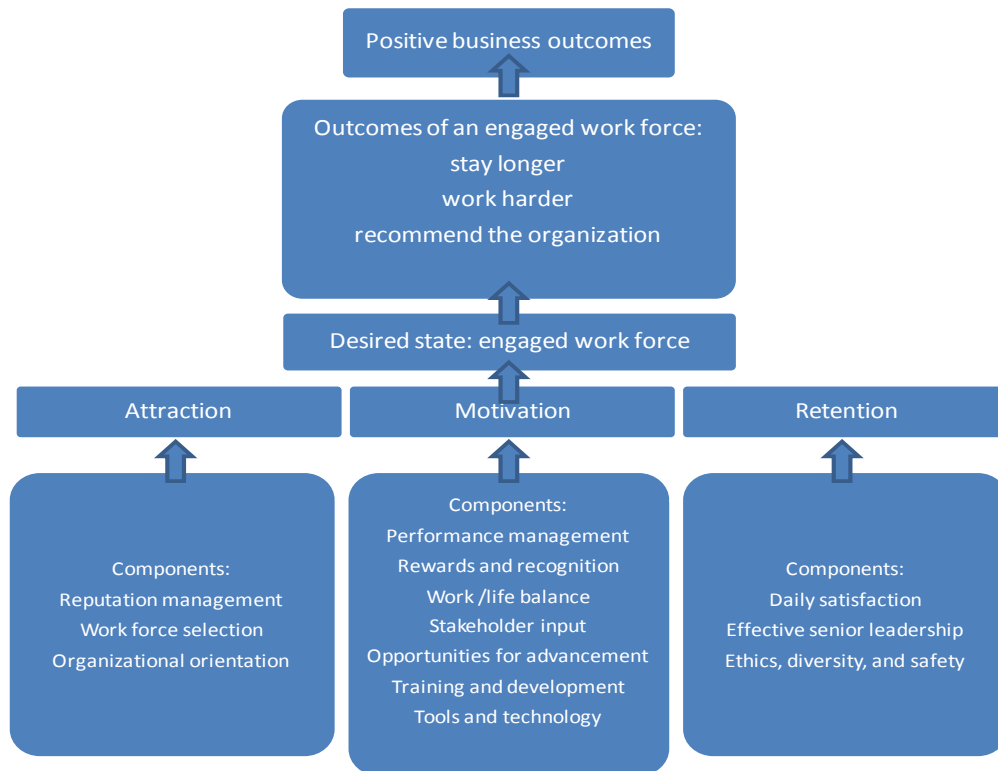 Positive business outcomes
Outcomes of an engaged work force:
stay longer
work harder
recommend the organization
Desired state: engaged work force
Attraction
Motivation
Retention
Components:
Reputation management
Work force selection
Organizational orientation
Components:
Performance management
Rewards and recognition
Work /life balance
Stakeholder input
Opportunities for advancement
Training and development
Tools and technology
Components:
Daily satisfaction
Effective senior leadership
Ethics, diversity, and safety